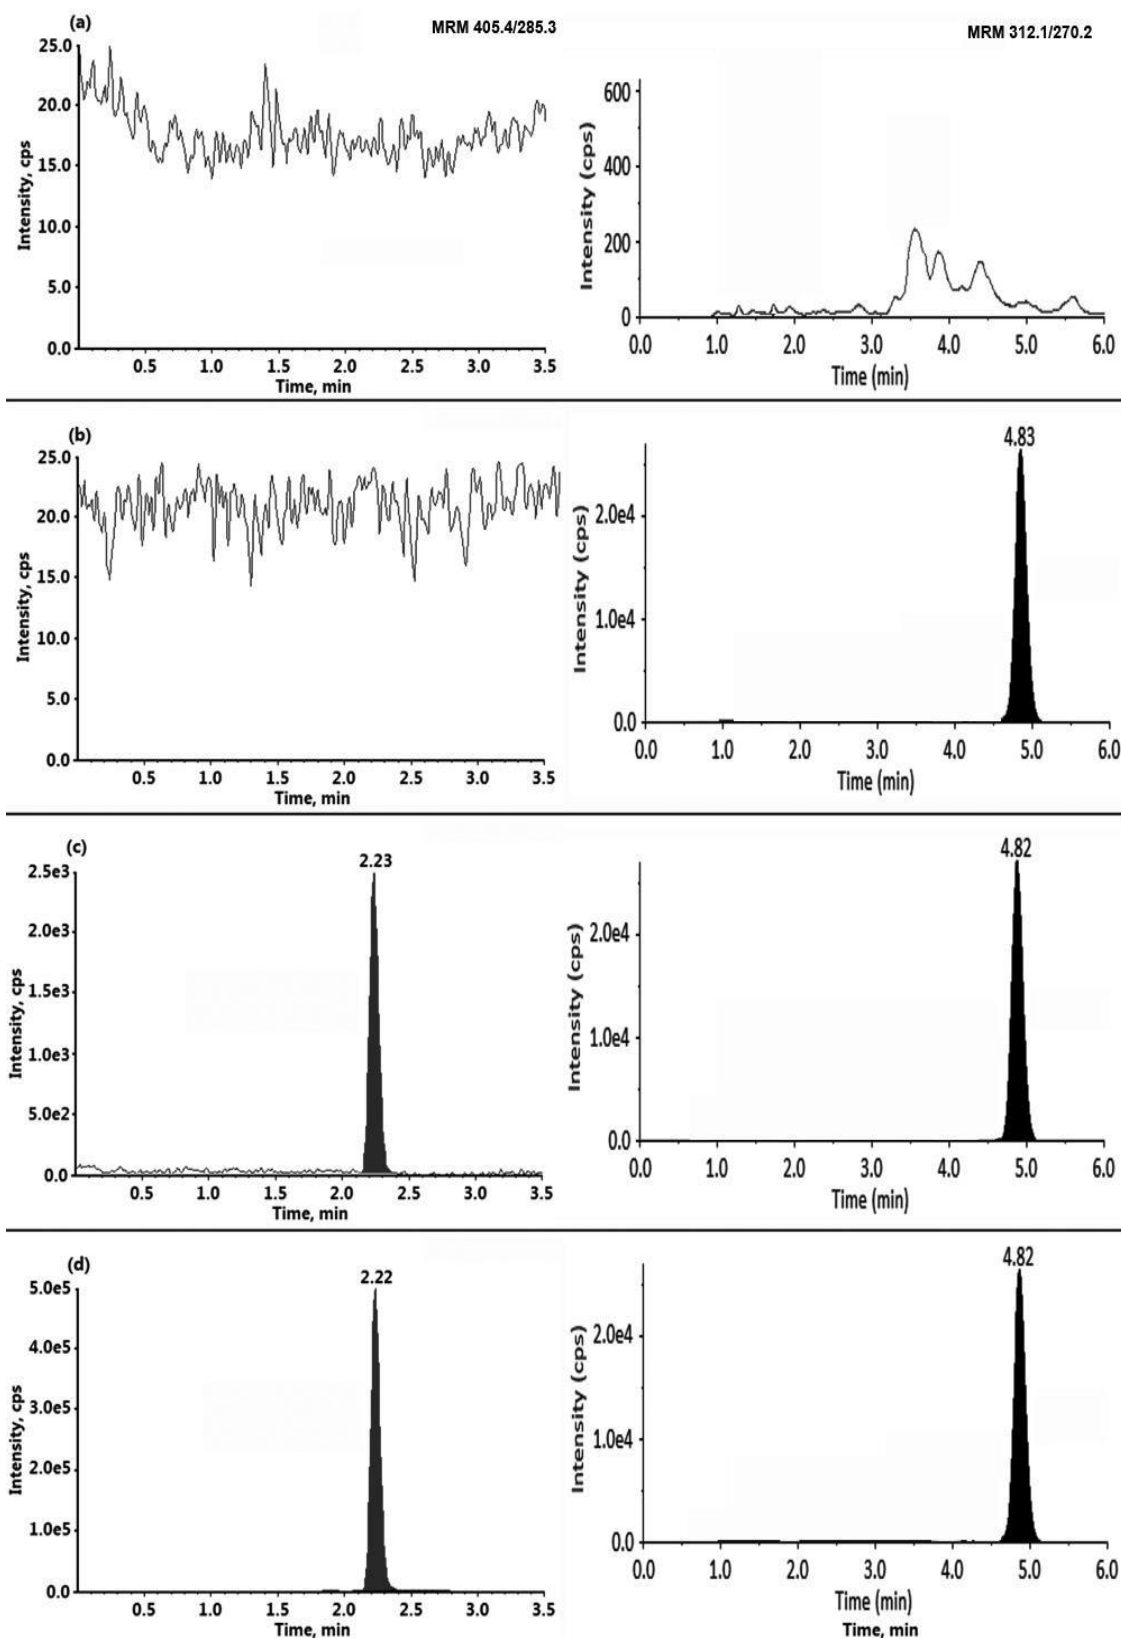 (a)
MRM 405.4/285.3
MRM 312.1/270.2
25.0
20.0
15.0
10.0
5.0
0.0
Intensity, cps
0.5 1.0 1.5 2.0 2.5 3.0 3.5
Time, min
600
400
200
0
Intensity (cps)
0.0 1.0 2.0 3.0 4.0 5.0 6.0
Time (min)
(b)
25.0
20.0
15.0
10.0
5.0
0.0
Intensity, cps
0.5 1.0 1.5 2.0 2.5 3.0 3.5
Time, min
4.83
2.0e4
1.0e4
0.0
Intensity (cps)
0.0 1.0 2.0 3.0 4.0 5.0 6.0
Time (min)
(c)
2.23
2.5e3
2.0e3
1.5e3
1.0e3
5.0e2
0.0
Intensity, cps
0.5 1.0 1.5 2.0 2.5 3.0 3.5
Time, min
4.82
2.0e4
1.0e4
0.0
Intensity (cps)
0.0 1.0 2.0 3.0 4.0 5.0 6.0
Time (min)
(d)
2.22
5.0e5
4.0e5
3.0e5
2.0e5
1.0e5
0.0
Intensity, cps
0.5 1.0 1.5 2.0 2.5 3.0 3.5
Time, min
4.82
2.0e4
1.0e4
0.0
Intensity (cps)
0.0 1.0 2.0 3.0 4.0 5.0 6.0
Time (min)
Time, min